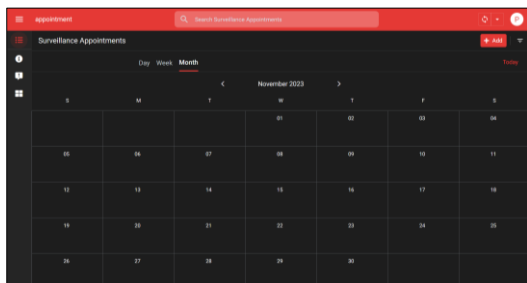 appointment
Search Surveillance Appointments
P
Surveillance Appointments
+ Add
Day Week Month
Today
November 2023
S M T W T F S
01 02 03 04
05 06 07 08 09 10 11
12 13 14 15 16 17 18
19 20 21 22 23 24 25
26 27 28 29 30